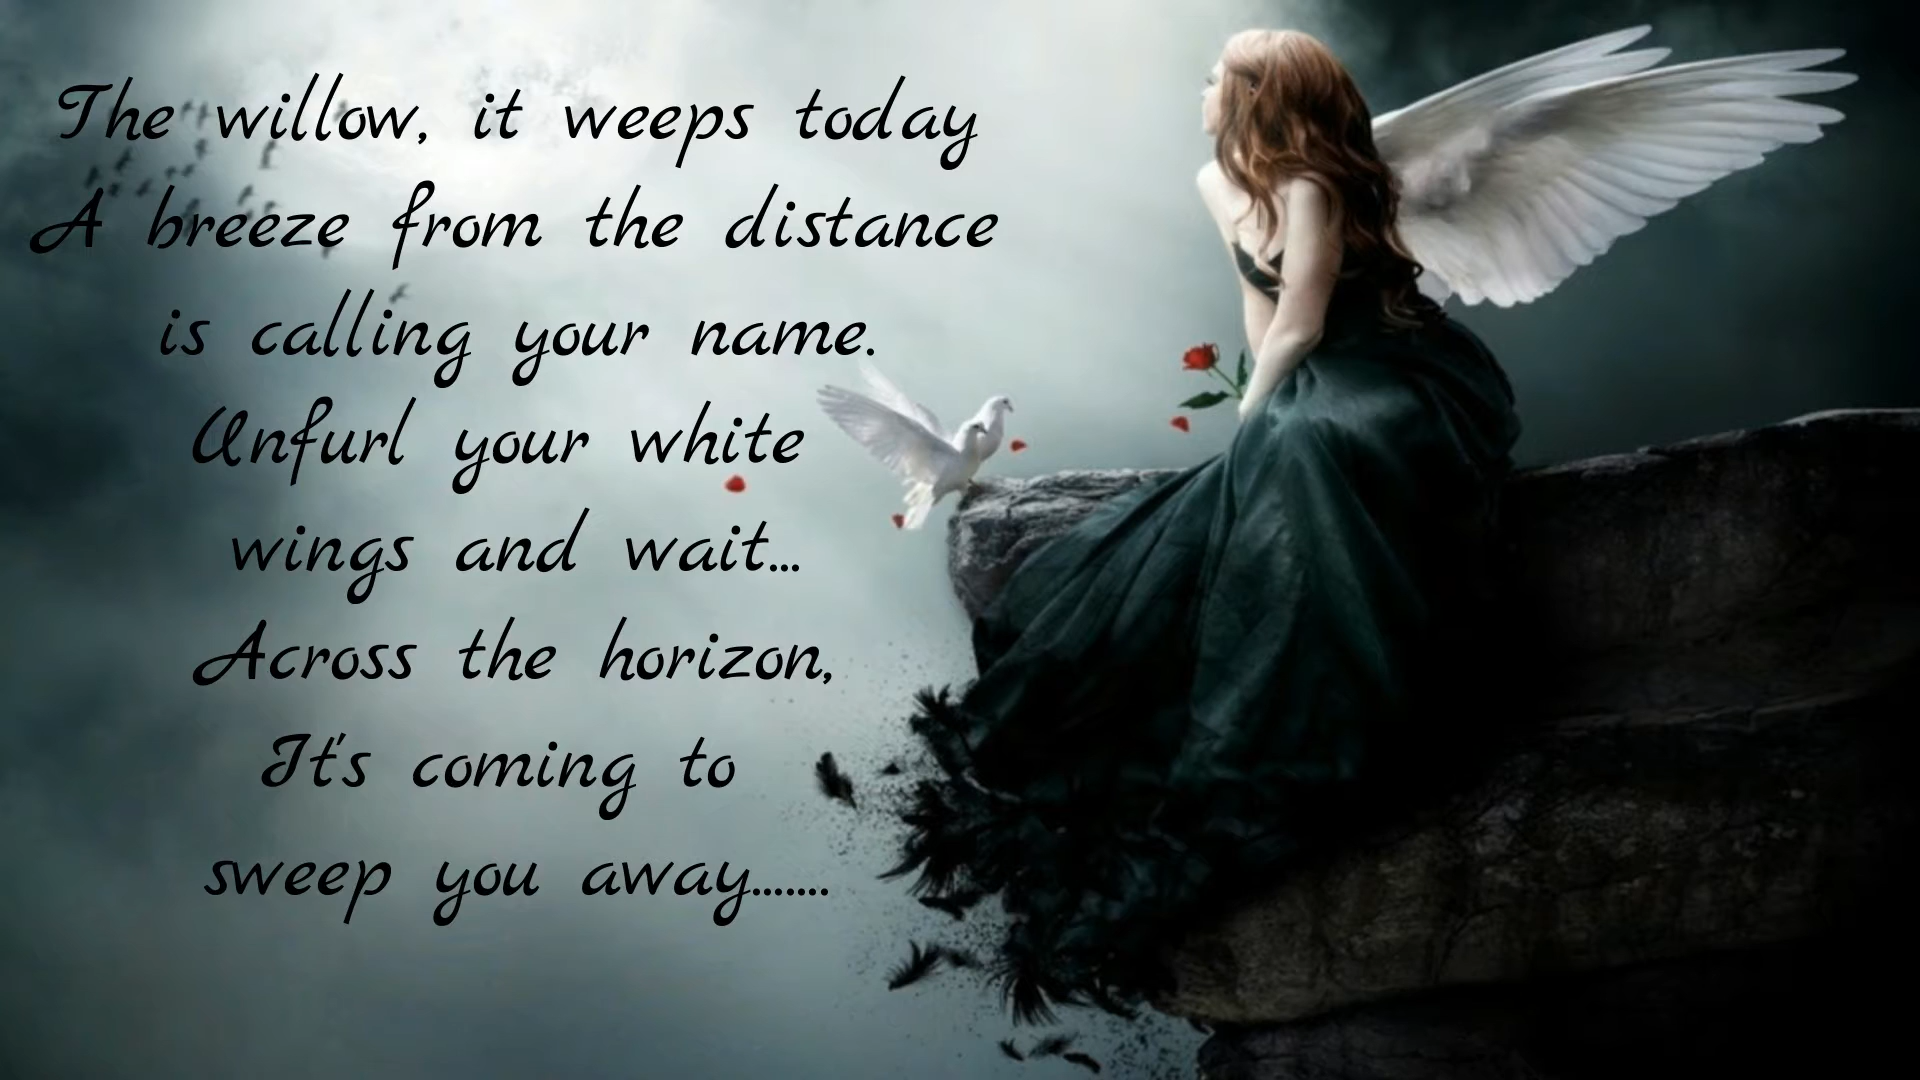 The willow, it weeps today
A breeze from the distance
is calling your name.
Unfurl your white
wings and wait...
Across the horizon,
It's coming to
sweep you away.......